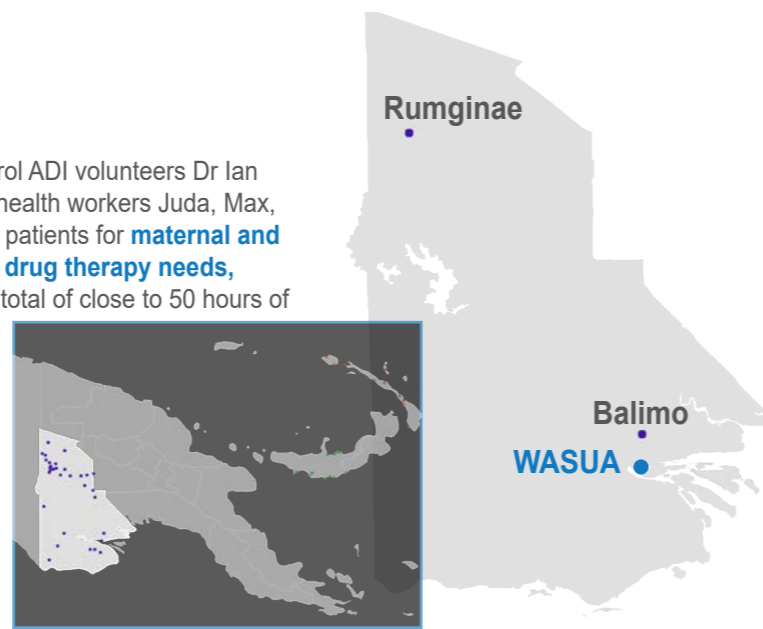 Rumginae
rol ADI volunteers Dr Ian
health workers Juda, Max,
patients for maternal and
drug therapy needs,
total of close to 50 hours of
Balimo
WASUA